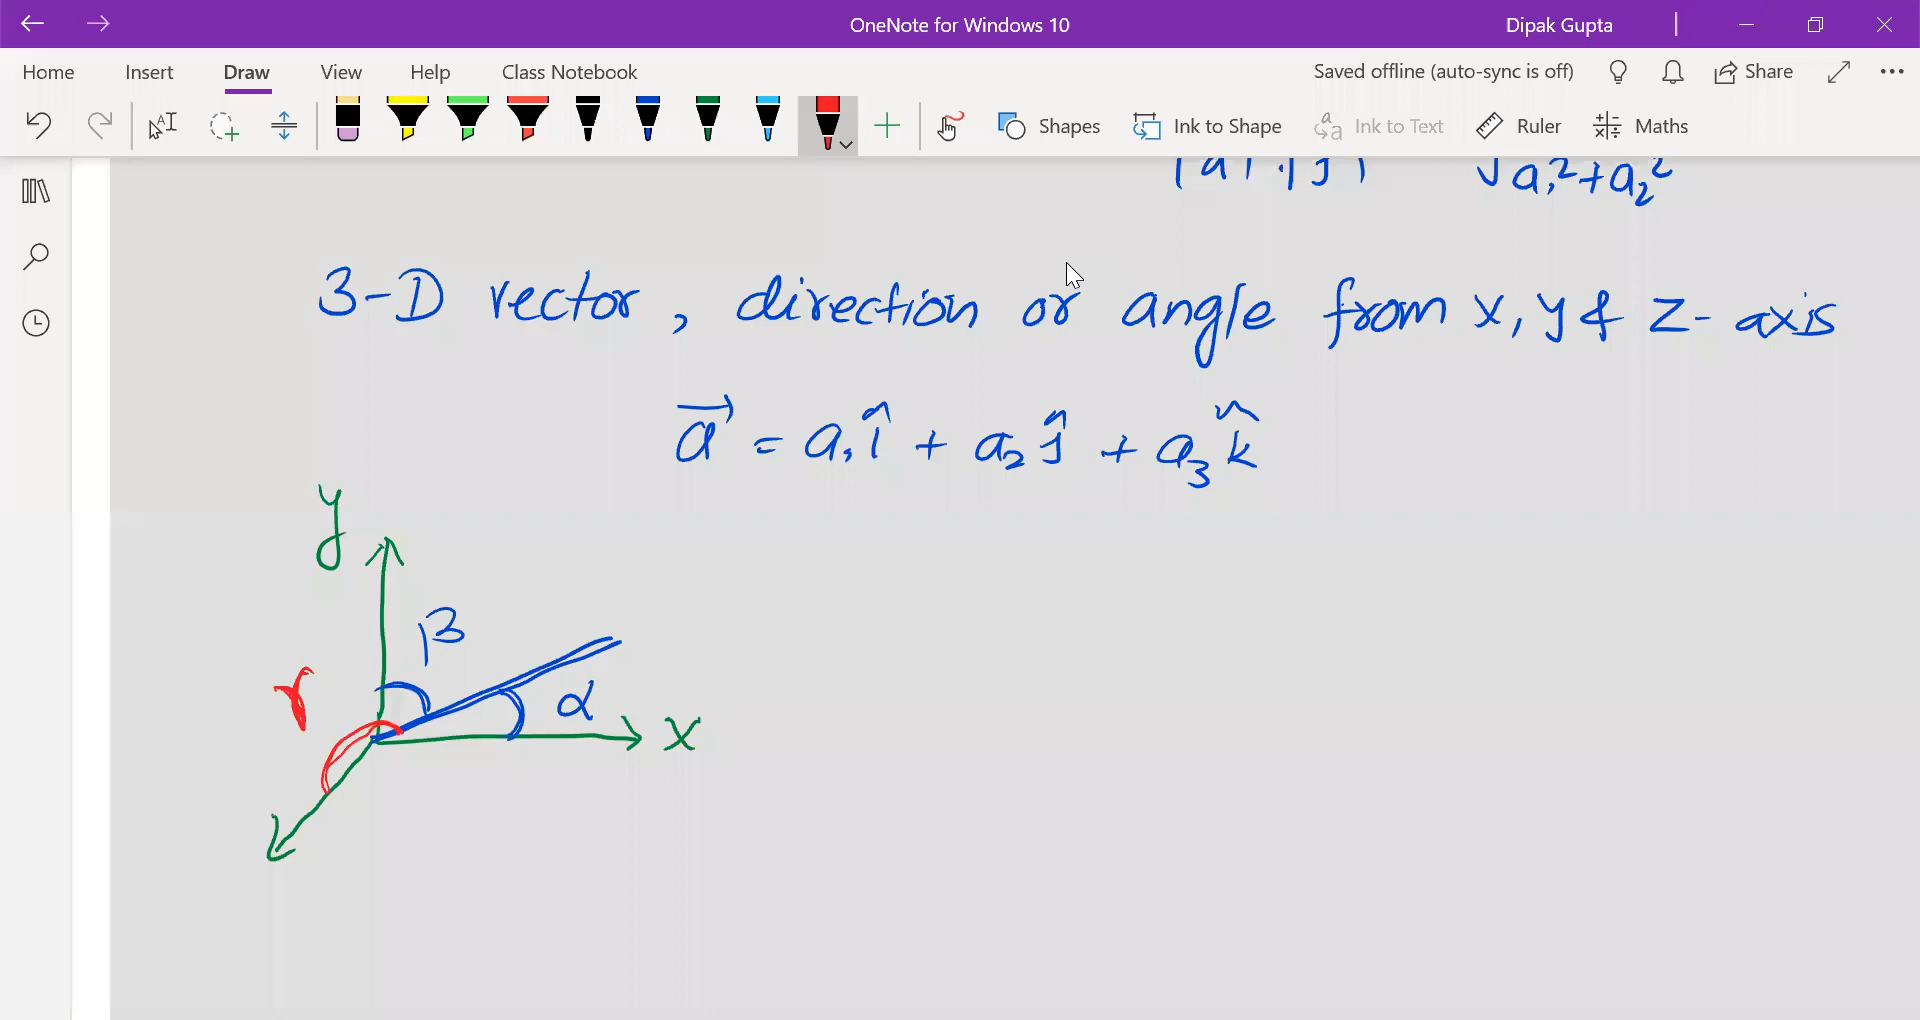 OneNote for Windows 10 Dipak Gupta
Home Insert Draw View Help Class Notebook Saved offline (auto-sync is off) Share
Shapes Ink to Shape Ink to Text Ruler Maths
√a₁²+a₂²
3-D vector, direction or angle from x, y & z-axis
a⃗ = a₁î + a₂ĵ + a₃k̂
y
β
γ
α
x